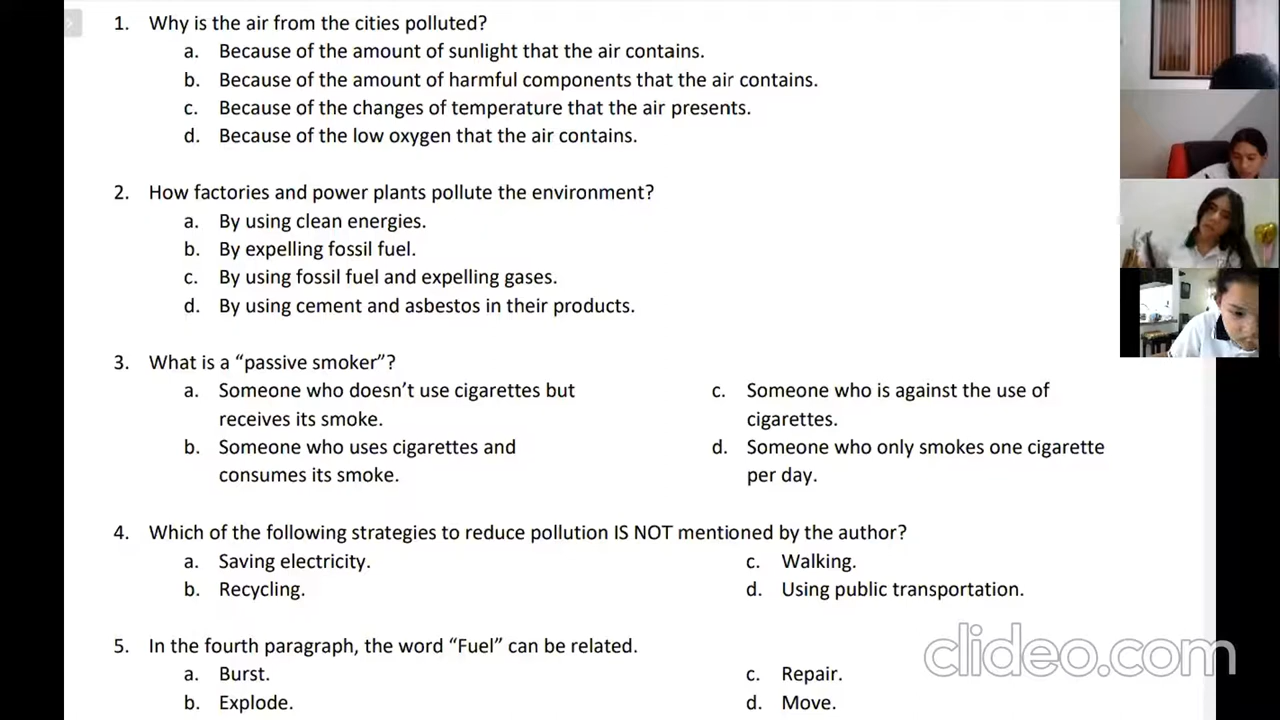 1. Why is the air from the cities polluted?
a. Because of the amount of sunlight that the air contains.
b. Because of the amount of harmful components that the air contains.
c. Because of the changes of temperature that the air presents.
d. Because of the low oxygen that the air contains.
2. How factories and power plants pollute the environment?
a. By using clean energies.
b. By expelling fossil fuel.
c. By using fossil fuel and expelling gases.
d. By using cement and asbestos in their products.
3. What is a “passive smoker”?
a. Someone who doesn’t use cigarettes but
receives its smoke.
b. Someone who uses cigarettes and
consumes its smoke.
c. Someone who is against the use of
cigarettes.
d. Someone who only smokes one cigarette
per day.
4. Which of the following strategies to reduce pollution IS NOT mentioned by the author?
a. Saving electricity.
b. Recycling.
c. Walking.
d. Using public transportation.
5. In the fourth paragraph, the word “Fuel” can be related.
a. Burst.
b. Explode.
c. Repair.
d. Move.
clideo.com